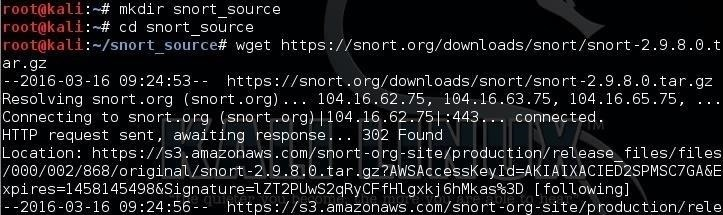 root@kali:~# mkdir snort_source
root@kali:~# cd snort_source
root@kali:~/snort_source# wget https://snort.org/downloads/snort/snort-2.9.8.0.t
ar.gz
--2016-03-16 09:24:53--  https://snort.org/downloads/snort/snort-2.9.8.0.tar.gz
Resolving snort.org (snort.org)... 104.16.62.75, 104.16.63.75, 104.16.65.75, ...
Connecting to snort.org (snort.org)|104.16.62.75|:443... connected.
HTTP request sent, awaiting response... 302 Found
Location: https://s3.amazonaws.com/snort-org-site/production/release_files/files
/000/002/868/original/snort-2.9.8.0.tar.gz?AWSAccessKeyId=AKIAIXACIED2SPMSC7GA&E
xpires=1458145498&Signature=lZT2PUwS2qRyCFfHlgxkj6hMkas%3D [following]
--2016-03-16 09:24:56--  https://s3.amazonaws.com/snort-org-site/production/rele